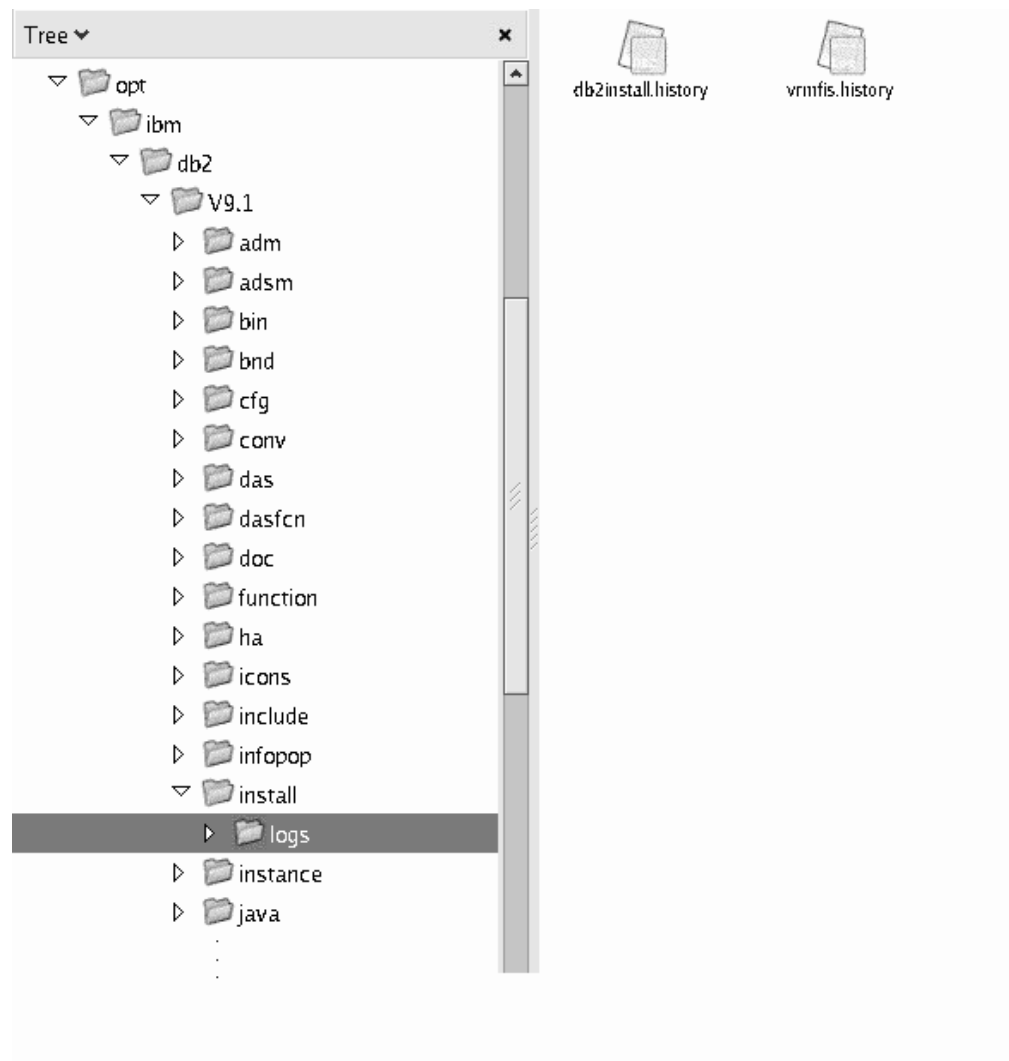 Tree
opt
ibm
db2
V9.1
adm
adsm
bin
bnd
cfg
conv
das
dasfcn
doc
function
ha
icons
include
infopop
install
logs
instance
java
db2install.history
vrmfis.history